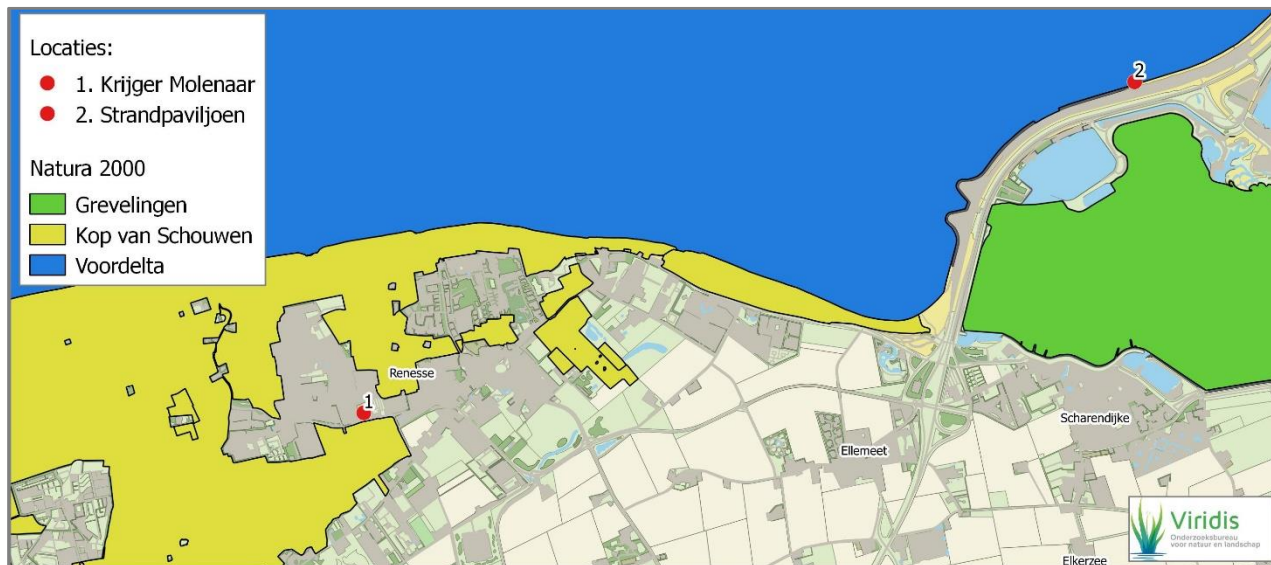 Locaties:
1. Krijger Molenaar
2. Strandpaviljoen
Natura 2000
Grevelingen
Kop van Schouwen
Voordelta
2
1
Renesse
Scharendijke
Ellemeet
Elkerzee
Viridis
Onderzoeksbureau
voor natuur en landschap